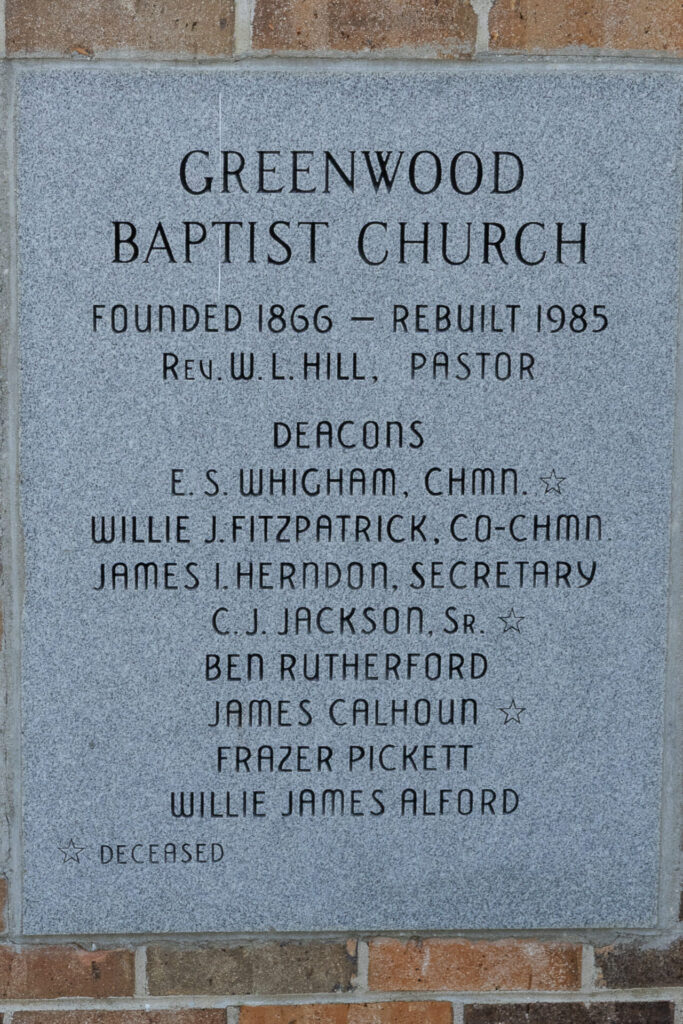 GREENWOOD
BAPTIST CHURCH
FOUNDED 1866 — REBUILT 1985
REV. W. L. HILL, PASTOR
DEACONS
E. S. WHIGHAM, CHMN. ☆
WILLIE J. FITZPATRICK, CO-CHMN.
JAMES I. HERNDON, SECRETARY
C. J. JACKSON, SR. ☆
BEN RUTHERFORD
JAMES CALHOUN ☆
FRAZER PICKETT
WILLIE JAMES ALFORD
☆ DECEASED